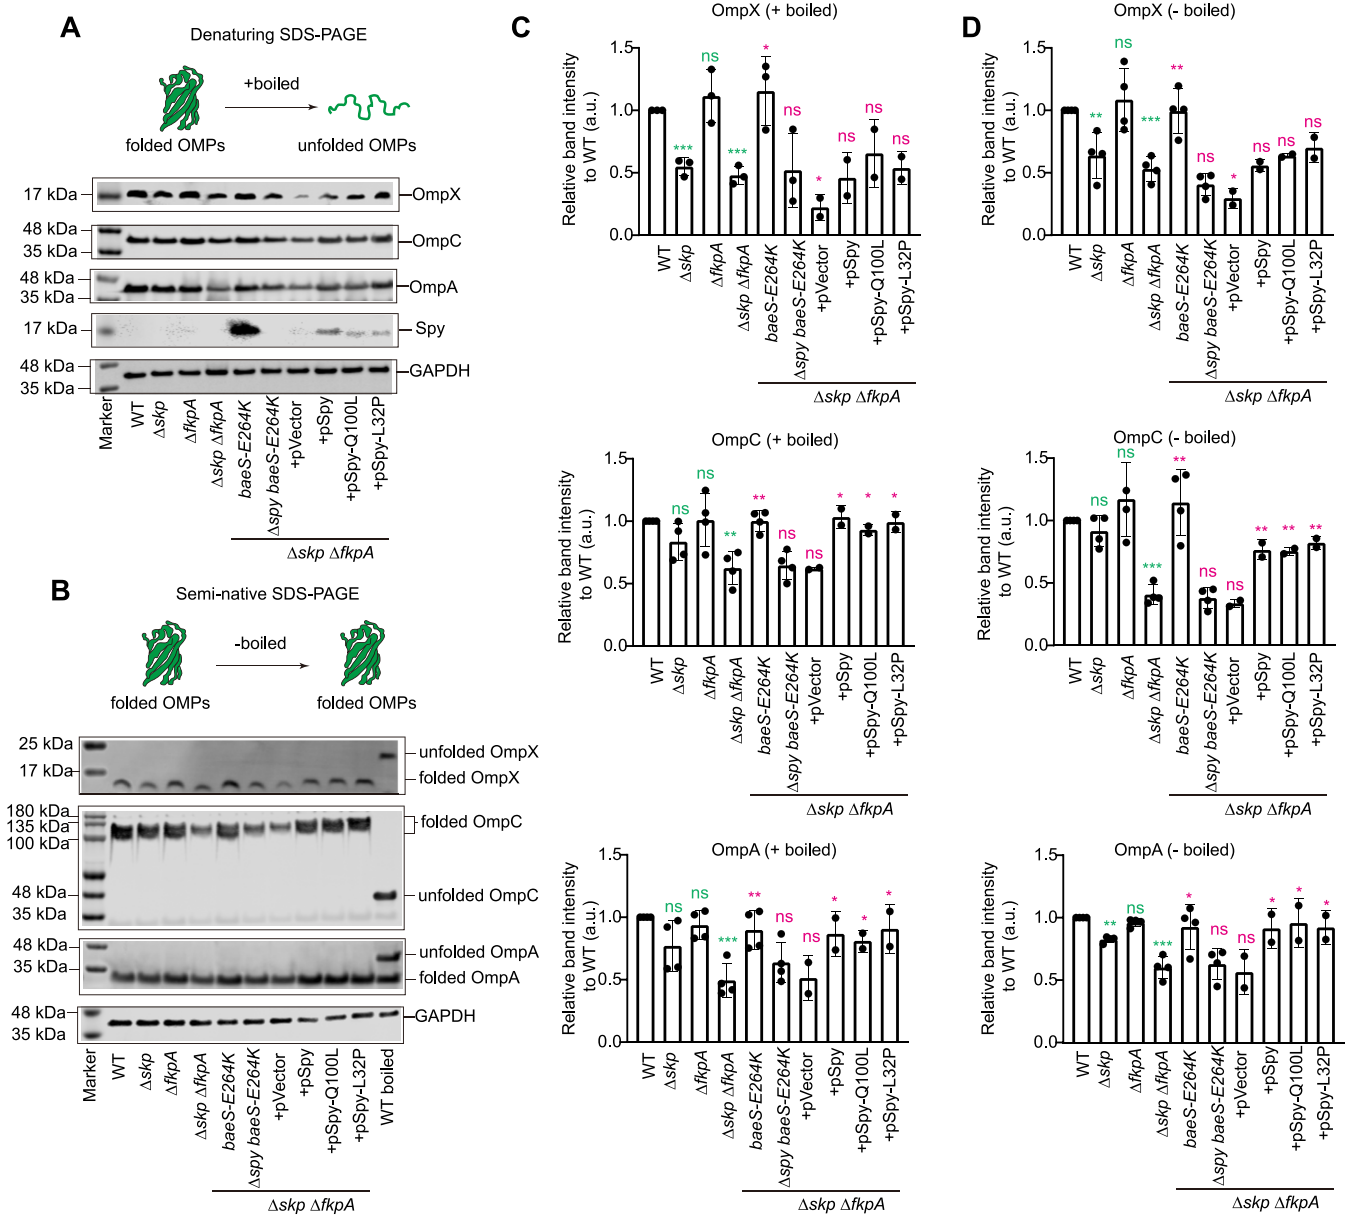 A
Denaturing SDS-PAGE
+boiled
folded OMPs
unfolded OMPs
17 kDa
OmpX
48 kDa
35 kDa
OmpC
48 kDa
35 kDa
OmpA
17 kDa
Spy
48 kDa
35 kDa
GAPDH
Marker
WT
Δskp
ΔfkpA
Δskp ΔfkpA
baeS-E264K
Δspy baeS-E264K
+pVector
+pSpy
+pSpy-Q100L
+pSpy-L32P
Δskp ΔfkpA
B
Semi-native SDS-PAGE
-boiled
folded OMPs
folded OMPs
25 kDa
17 kDa
unfolded OmpX
folded OmpX
180 kDa
135 kDa
100 kDa
folded OmpC
48 kDa
35 kDa
unfolded OmpC
48 kDa
35 kDa
unfolded OmpA
folded OmpA
48 kDa
35 kDa
GAPDH
Marker
WT
Δskp
ΔfkpA
Δskp ΔfkpA
baeS-E264K
Δspy baeS-E264K
+pVector
+pSpy
+pSpy-Q100L
+pSpy-L32P
WT boiled
Δskp ΔfkpA
C
OmpX (+ boiled)
Relative band intensity
to WT (a.u.)
1.5
1.0
0.5
0.0
***
ns
***
*
ns
*
ns
ns
ns
WT
Δskp
ΔfkpA
Δskp ΔfkpA
baeS-E264K
Δspy baeS-E264K
+pVector
+pSpy
+pSpy-Q100L
+pSpy-L32P
Δskp ΔfkpA
OmpC (+ boiled)
Relative band intensity
to WT (a.u.)
1.5
1.0
0.5
0.0
ns
ns
**
**
ns
ns
*
*
*
WT
Δskp
ΔfkpA
Δskp ΔfkpA
baeS-E264K
Δspy baeS-E264K
+pVector
+pSpy
+pSpy-Q100L
+pSpy-L32P
Δskp ΔfkpA
OmpA (+ boiled)
Relative band intensity
to WT (a.u.)
1.5
1.0
0.5
0.0
ns
ns
***
**
ns
ns
*
*
*
WT
Δskp
ΔfkpA
Δskp ΔfkpA
baeS-E264K
Δspy baeS-E264K
+pVector
+pSpy
+pSpy-Q100L
+pSpy-L32P
Δskp ΔfkpA
D
OmpX (- boiled)
Relative band intensity
to WT (a.u.)
1.5
1.0
0.5
0.0
**
ns
***
**
ns
*
ns
ns
ns
WT
Δskp
ΔfkpA
Δskp ΔfkpA
baeS-E264K
Δspy baeS-E264K
+pVector
+pSpy
+pSpy-Q100L
+pSpy-L32P
Δskp ΔfkpA
OmpC (- boiled)
Relative band intensity
to WT (a.u.)
1.5
1.0
0.5
0.0
ns
ns
***
**
ns
ns
**
**
**
WT
Δskp
ΔfkpA
Δskp ΔfkpA
baeS-E264K
Δspy baeS-E264K
+pVector
+pSpy
+pSpy-Q100L
+pSpy-L32P
Δskp ΔfkpA
OmpA (- boiled)
Relative band intensity
to WT (a.u.)
1.5
1.0
0.5
0.0
**
ns
***
*
ns
ns
*
*
*
WT
Δskp
ΔfkpA
Δskp ΔfkpA
baeS-E264K
Δspy baeS-E264K
+pVector
+pSpy
+pSpy-Q100L
+pSpy-L32P
Δskp ΔfkpA